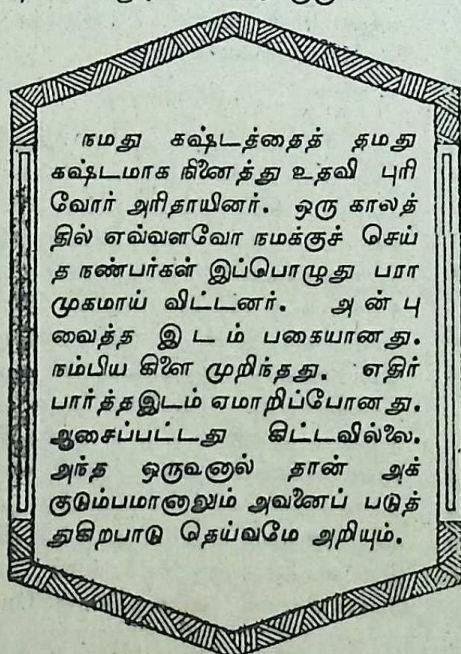 நமது கஷ்டத்தைத் தமது
கஷ்டமாக நினைத்து உதவி புரி
வோர் அரிதாயினர். ஒரு காலத்
தில் எவ்வளவோ நமக்குச் செய்
த நண்பர்கள் இப்பொழுது பரா
முகமாய் விட்டனர். அன்பு
வைத்த இடம் பகையானது.
நம்பிய கிளை முறிந்தது. எதிர்
பார்த்தஇடம் ஏமாறிப்போனது.
ஆசைப்பட்டது கிட்டவில்லை.
அந்த ஒருவனால் தான் அக்
குடும்பமானாலும் அவனைப் படுத்
துகிறபாடு தெய்வமே அறியும்.